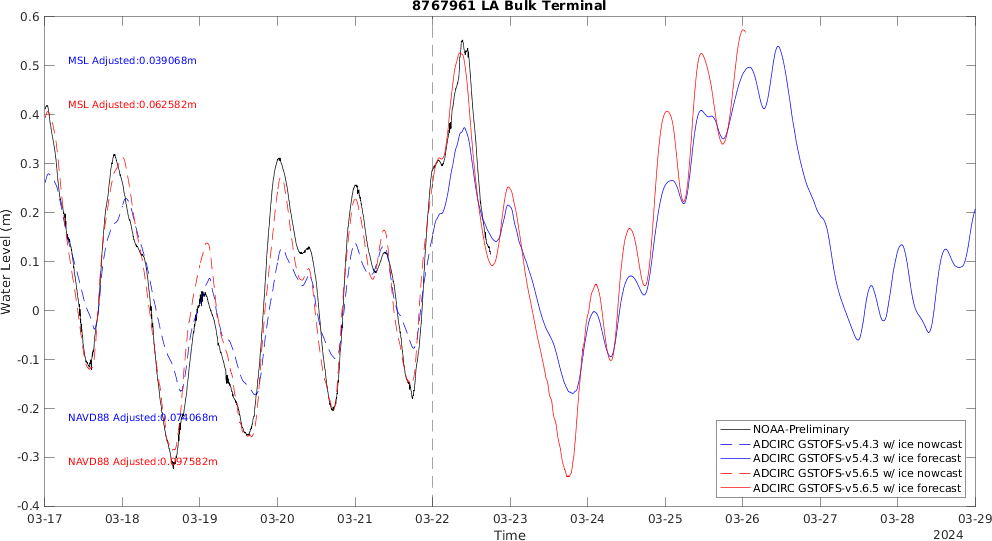 8767961 LA Bulk Terminal
0.6
0.5
0.4
0.3
0.2
0.1
0
-0.1
-0.2
-0.3
-0.4
Water Level (m)
MSL Adjusted:0.039068m
MSL Adjusted:0.062582m
NAVD88 Adjusted:0.074068m
NAVD88 Adjusted:0.097582m
NOAA-Preliminary
ADCIRC GSTOFS-v5.4.3 w/ ice nowcast
ADCIRC GSTOFS-v5.4.3 w/ ice forecast
ADCIRC GSTOFS-v5.6.5 w/ ice nowcast
ADCIRC GSTOFS-v5.6.5 w/ ice forecast
03-17 03-18 03-19 03-20 03-21 03-22 03-23 03-24 03-25 03-26 03-27 03-28 03-29
Time
2024